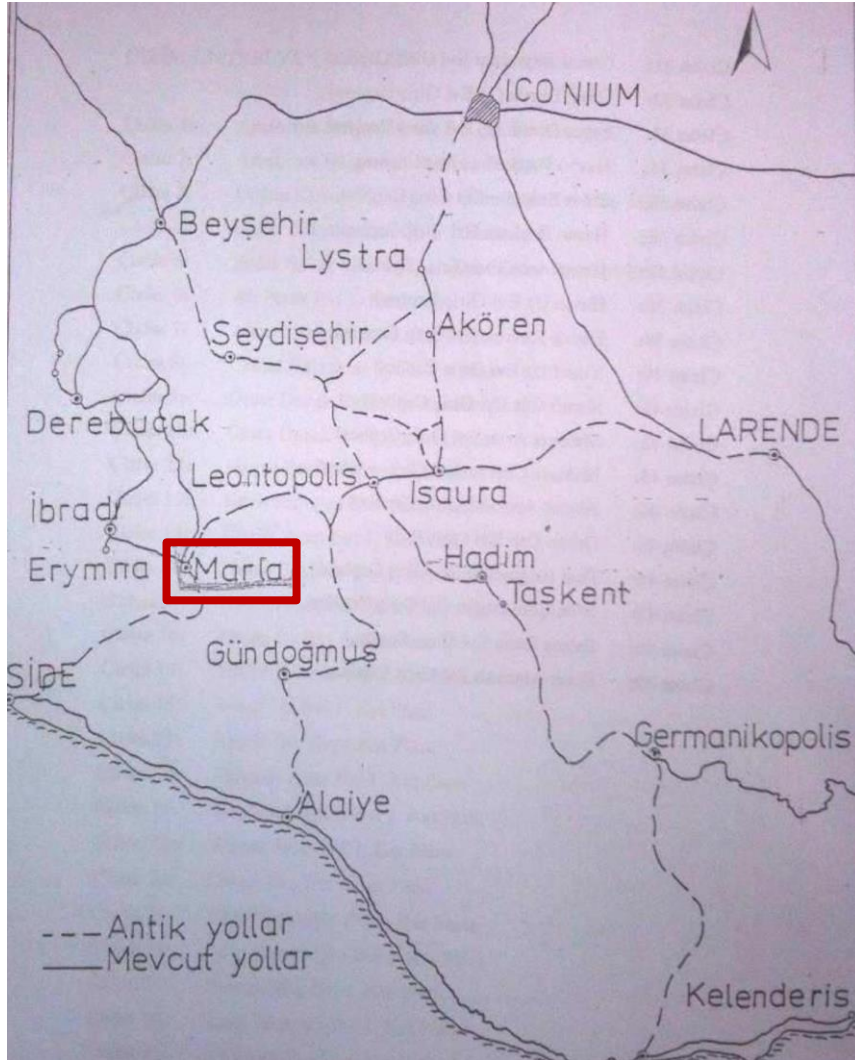 ICONIUM
Beyşehir
Lystra
Seydişehir
Akören
Derebucak
LARENDE
Leontopolis
Isaura
İbradı
Hadim
Erymna
Marla
Taşkent
Gündoğmuş
SİDE
Germanikopolis
Alaiye
Antik yollar
Mevcut yollar
Kelenderis